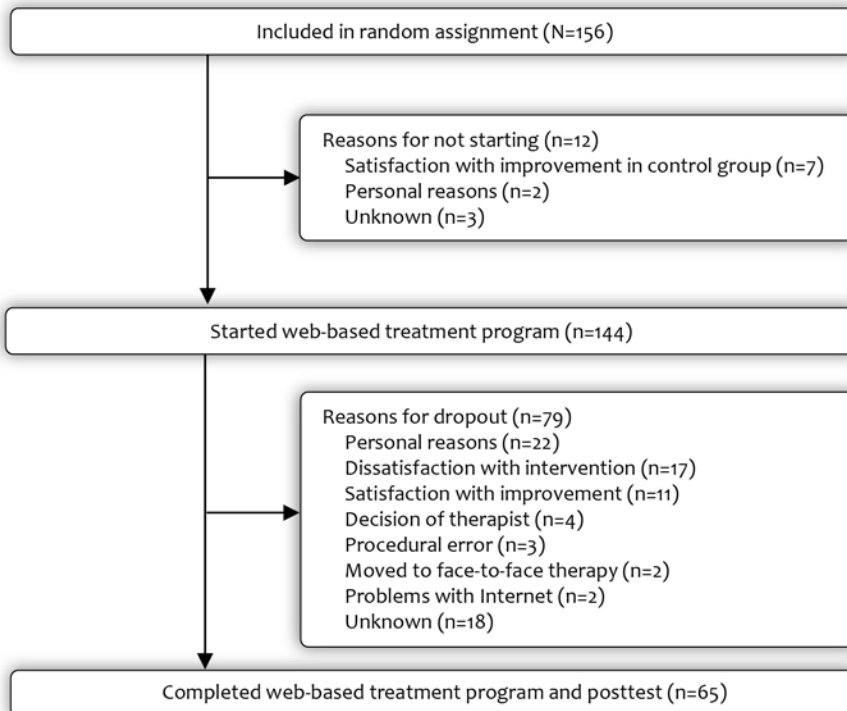 Included in random assignment (N=156)
Reasons for not starting (n=12)
Satisfaction with improvement in control group (n=7)
Personal reasons (n=2)
Unknown (n=3)
Started web-based treatment program (n=144)
Reasons for dropout (n=79)
Personal reasons (n=22)
Dissatisfaction with intervention (n=17)
Satisfaction with improvement (n=11)
Decision of therapist (n=4)
Procedural error (n=3)
Moved to face-to-face therapy (n=2)
Problems with Internet (n=2)
Unknown (n=18)
Completed web-based treatment program and posttest (n=65)